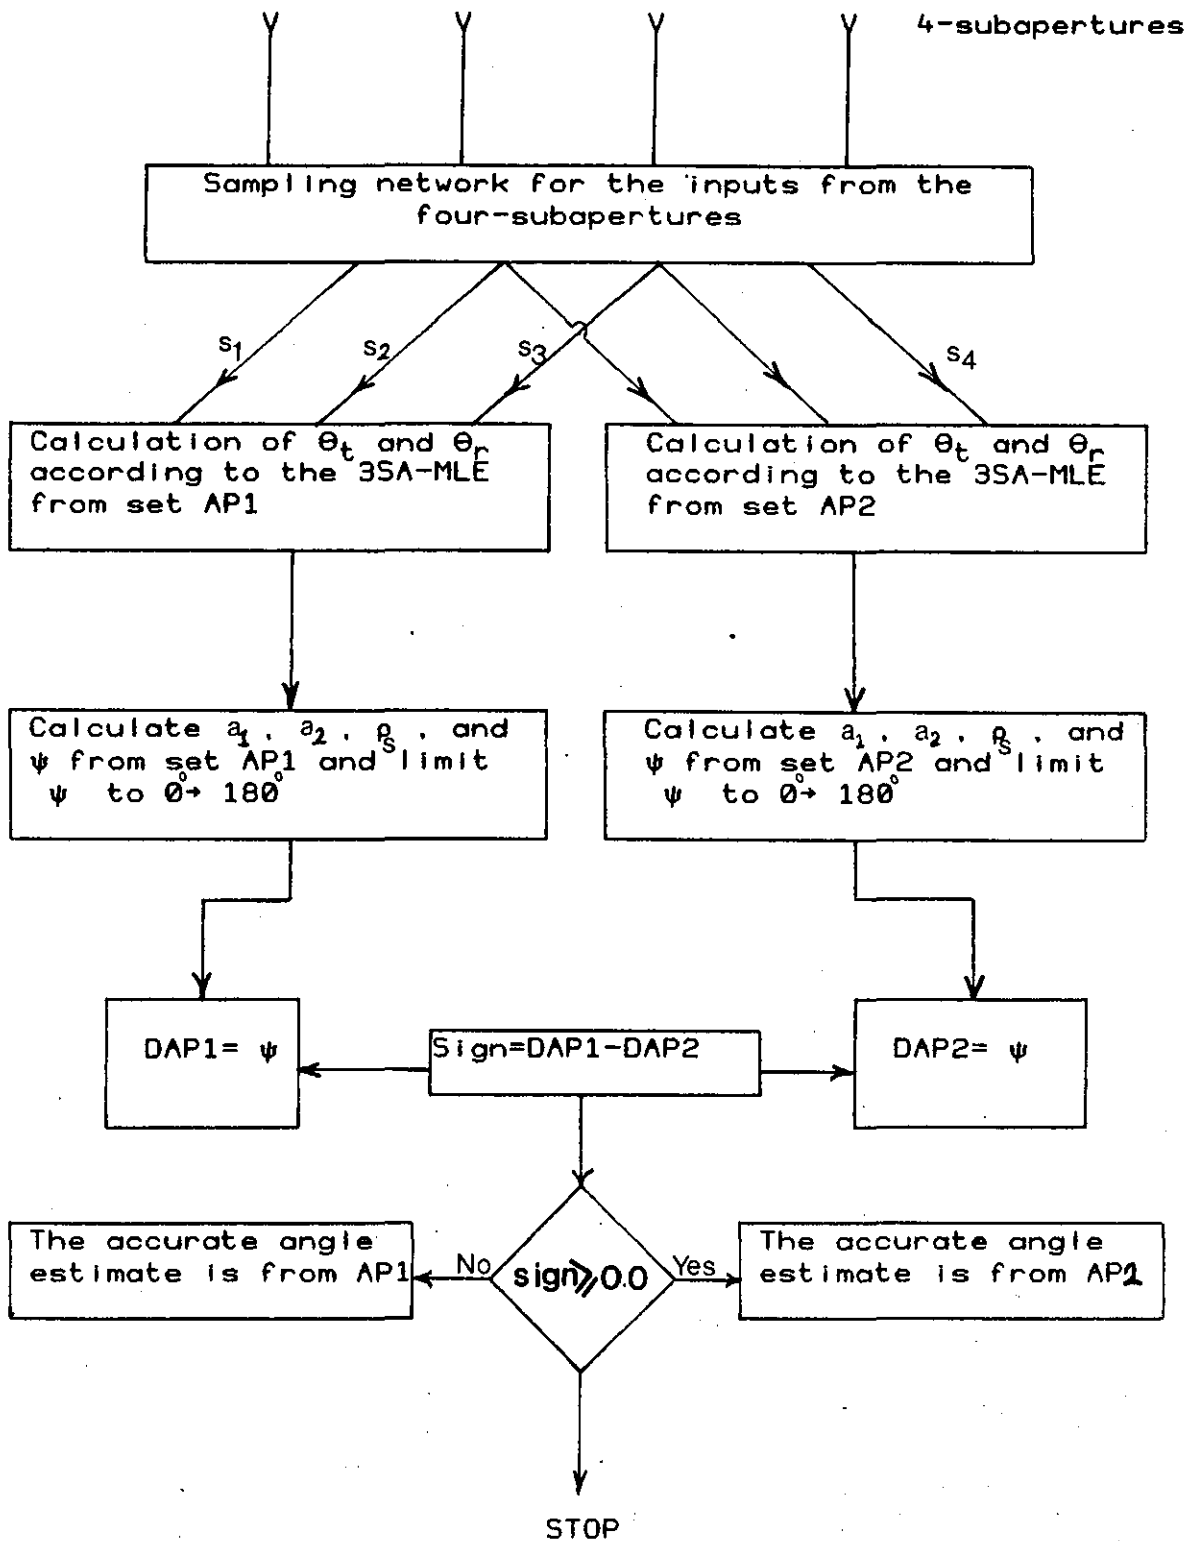 4-subapertures
Sampling network for the inputs from the
four-subapertures
s1
s2
s3
s4
Calculation of θt and θr
according to the 3SA-MLE
from set AP1
Calculation of θt and θr
according to the 3SA-MLE
from set AP2
Calculate a1, a2, ρs, and
ψ from set AP1 and limit
ψ to 0°→ 180°
Calculate a1, a2, ρs, and
ψ from set AP2 and limit
ψ to 0°→ 180°
DAP1= ψ
Sign=DAP1-DAP2
DAP2= ψ
The accurate angle
estimate is from AP1
No
sign⩾0.0
Yes
The accurate angle
estimate is from AP2
STOP